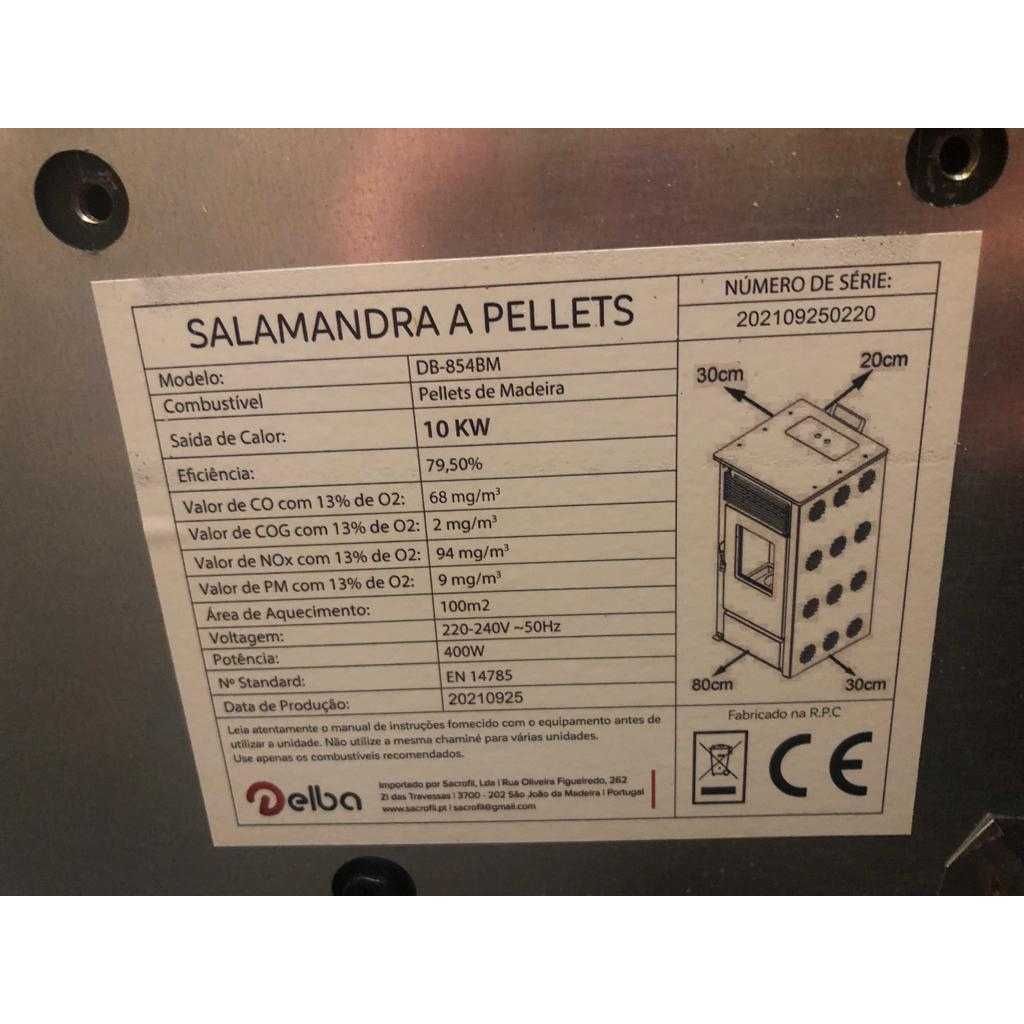 SALAMANDRA A PELLETS
NÚMERO DE SÉRIE:
202109250220
Modelo: DB-854BM
Combustível Pellets de Madeira
Saída de Calor: 10 KW
Eficiência: 79,50%
Valor de CO com 13% de O2: 68 mg/m³
Valor de COG com 13% de O2: 2 mg/m³
Valor de NOx com 13% de O2: 94 mg/m³
Valor de PM com 13% de O2: 9 mg/m³
Área de Aquecimento: 100m2
Voltagem: 220-240V ~50Hz
Potência: 400W
Nº Standard: EN 14785
Data de Produção: 20210925
30cm
20cm
80cm
30cm
Leia atentamente o manual de instruções fornecido com o equipamento antes de
utilizar a unidade. Não utilize a mesma chaminé para várias unidades.
Use apenas os combustíveis recomendados.
Delba
Importado por Sacrofil, Lda | Rua Oliveira Figueiredo, 262
ZI das Travessas | 3700 - 202 São João da Madeira | Portugal
www.sacrofil.pt | sacrofil@gmail.com
Fabricado na R.P.C
CE